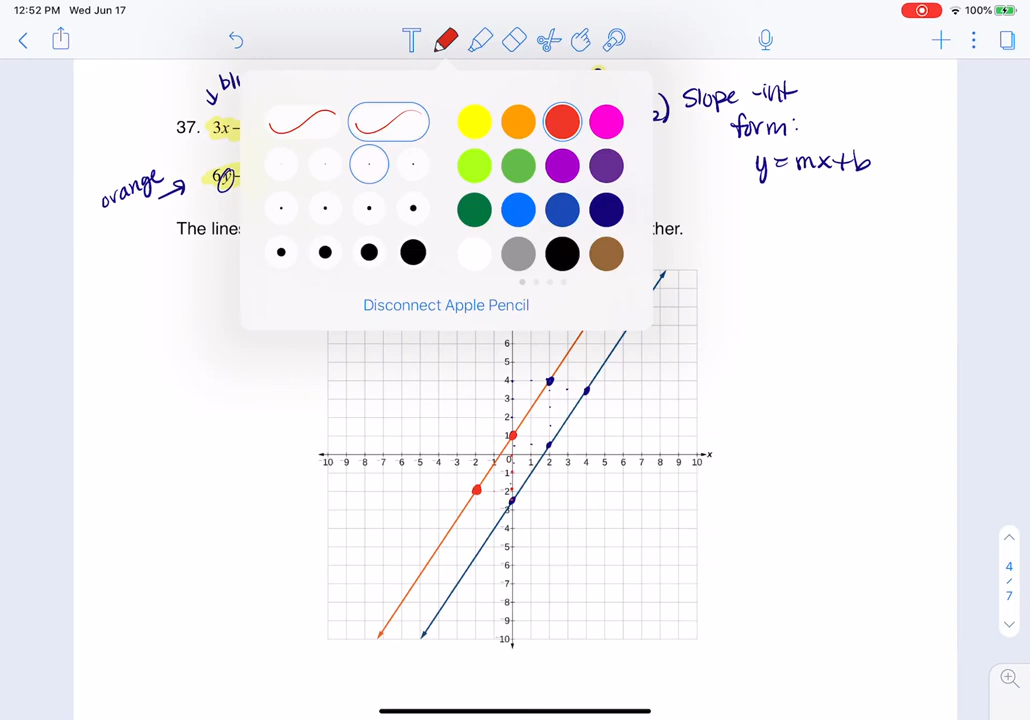 12:52 PM Wed Jun 17
100%
T
Slope -int
form:
y = mx+b
37. 3x-
orange
6x-
The lines
ther.
Disconnect Apple Pencil
6
5
4
3
2
1
0
10 9 8 7 6 5 4 3 2 1 1 2 3 4 5 6 7 8 9 10 x
1
2
3
4
5
6
7
8
9
10
4
/
7